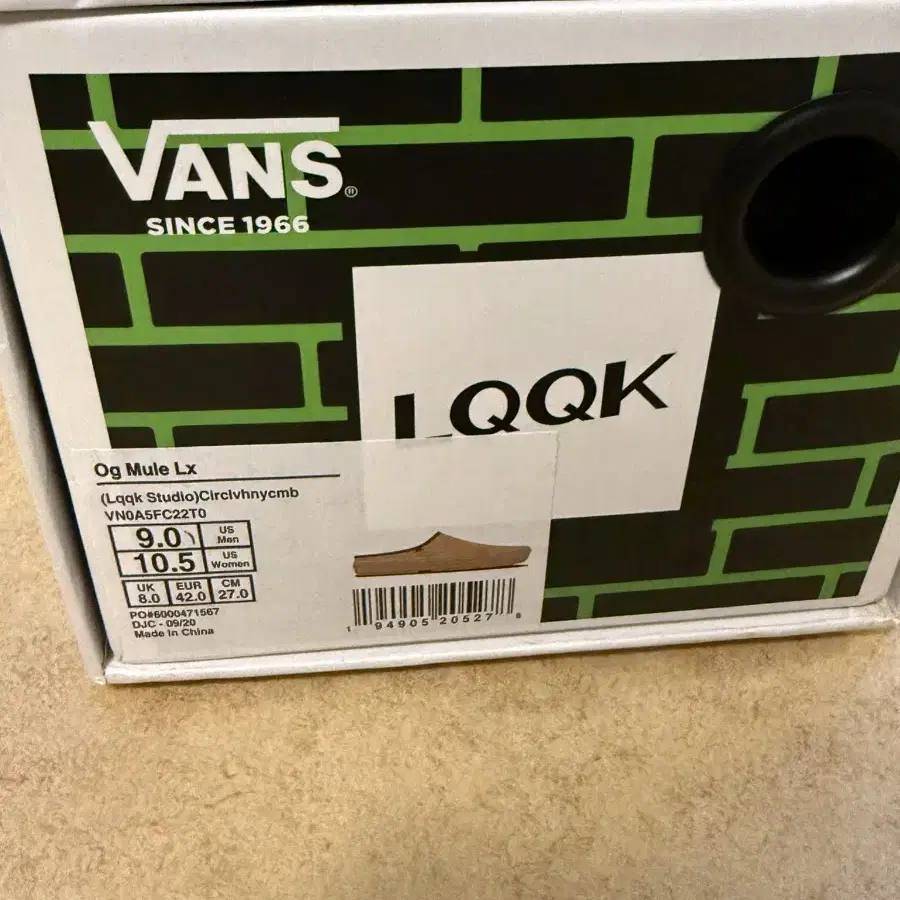 VANS®
SINCE 1966
LQQK
Og Mule Lx
(Lqqk Studio)Circlvhnycmb
VN0A5FC22T0
9.0 US Men
10.5 US Women
UK EUR CM
8.0 42.0 27.0
PO#6000471567
DJC - 09/20
Made in China
1 94905 20527 8